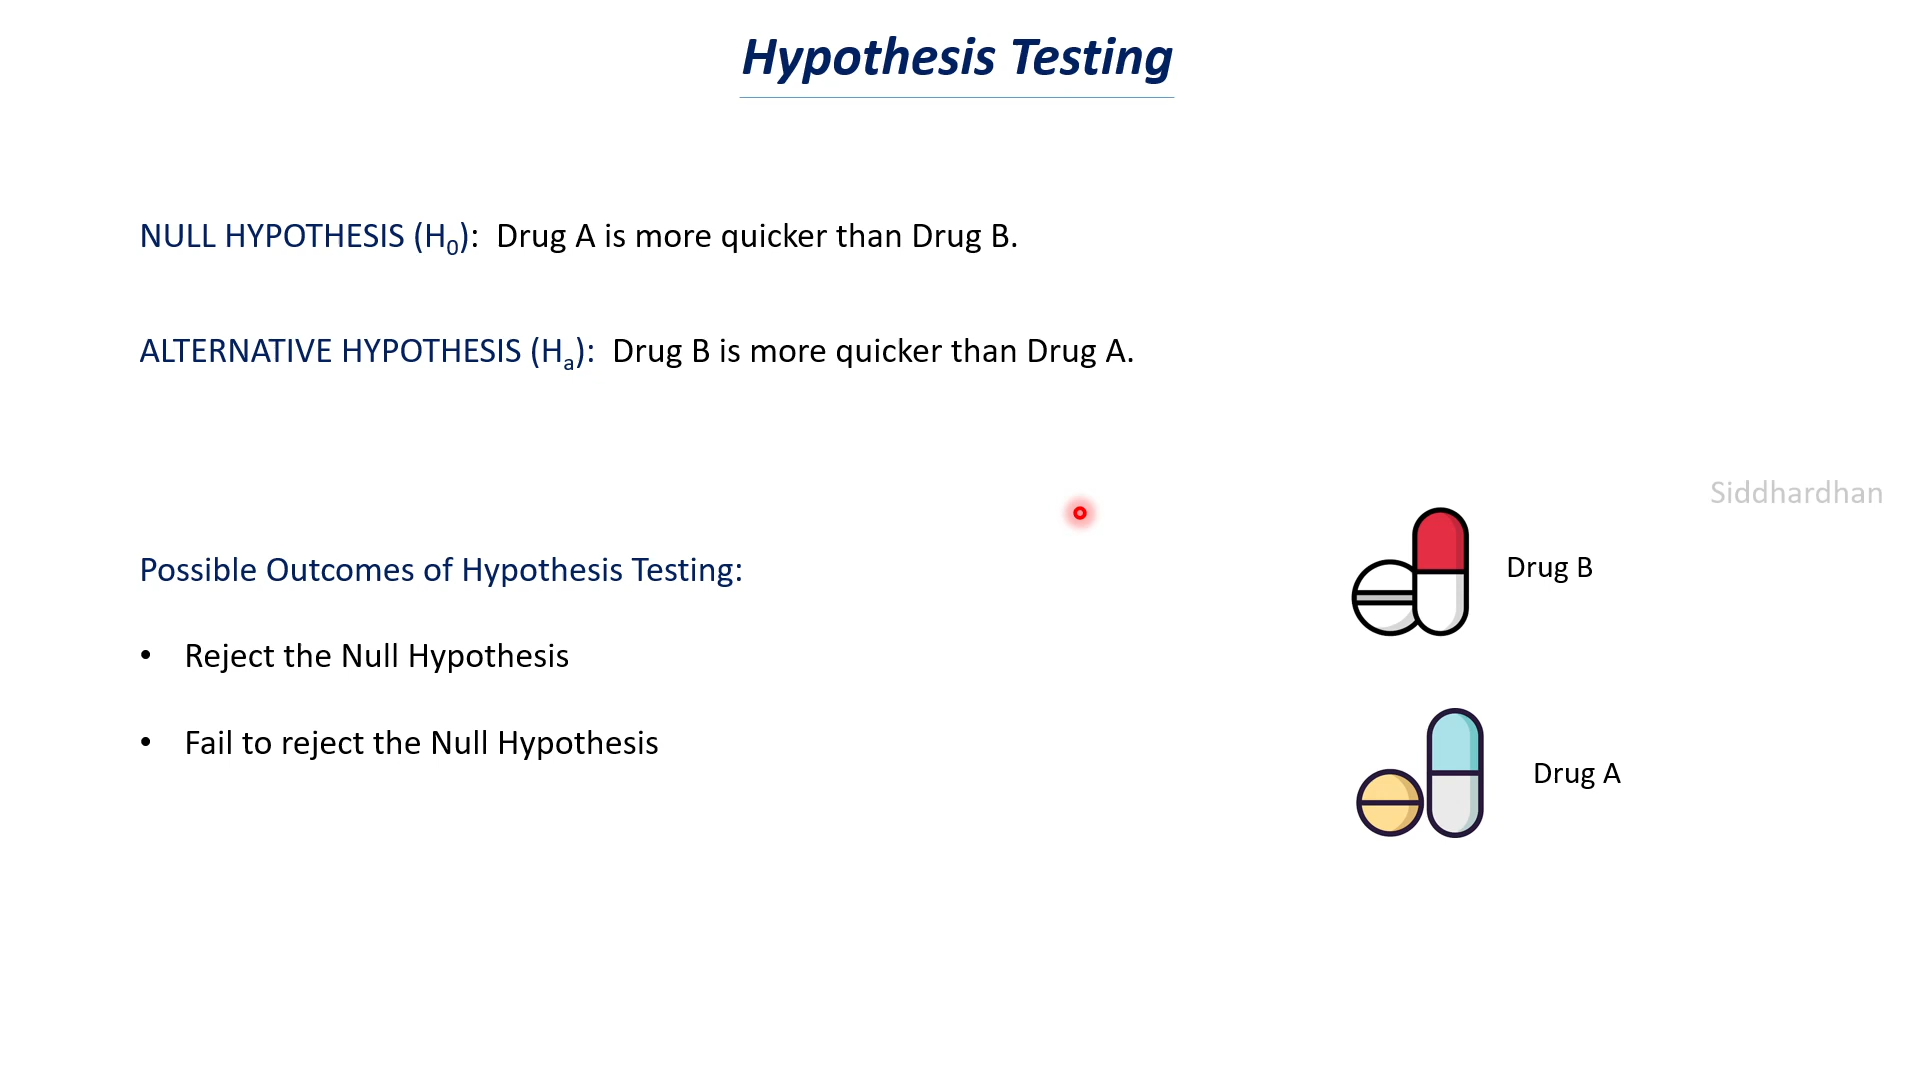 Hypothesis Testing
NULL HYPOTHESIS (H₀): Drug A is more quicker than Drug B.
ALTERNATIVE HYPOTHESIS (Hₐ): Drug B is more quicker than Drug A.
Siddhardhan
Possible Outcomes of Hypothesis Testing:
• Reject the Null Hypothesis
• Fail to reject the Null Hypothesis
Drug B
Drug A